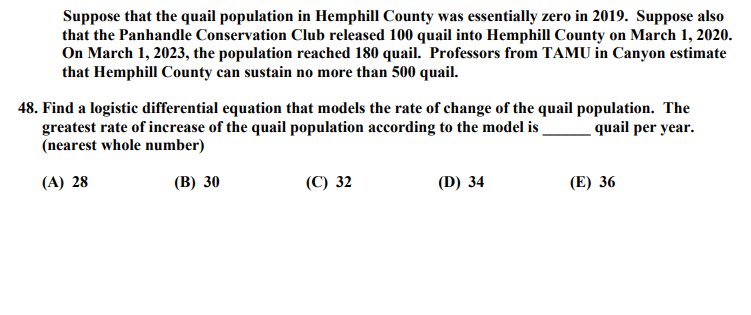 Suppose that the quail population in Hemphill County was essentially zero in 2019. Suppose also
that the Panhandle Conservation Club released 100 quail into Hemphill County on March 1, 2020.
On March 1, 2023, the population reached 180 quail. Professors from TAMU in Canyon estimate
that Hemphill County can sustain no more than 500 quail.
48. Find a logistic differential equation that models the rate of change of the quail population. The
greatest rate of increase of the quail population according to the model is ______ quail per year.
(nearest whole number)
(A) 28 (B) 30 (C) 32 (D) 34 (E) 36